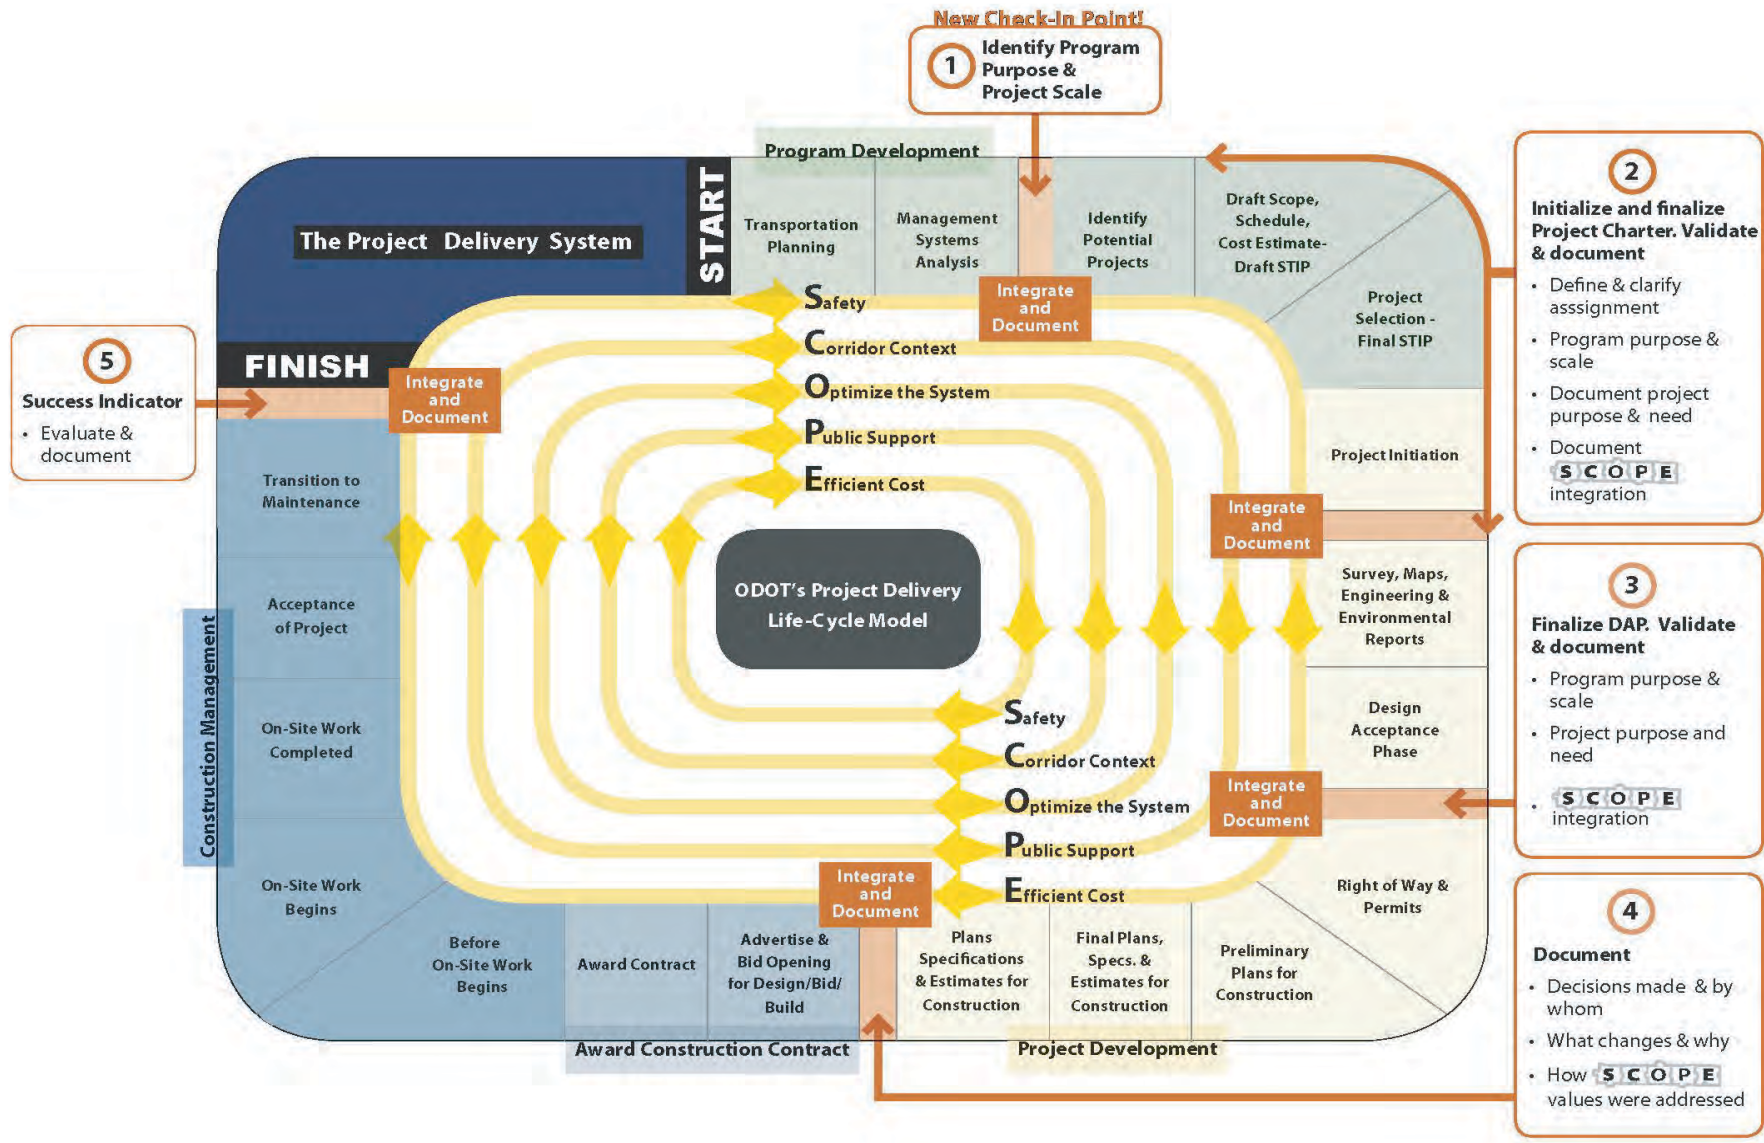 New Check-In Point!
1
Identify Program
Purpose &
Project Scale
Program Development
The Project Delivery System
START
Transportation
Planning
Management
Systems
Analysis
Identify
Potential
Projects
Draft Scope,
Schedule,
Cost Estimate-
Draft STIP
Project
Selection -
Final STIP
Integrate
and
Document
Safety
Corridor Context
Optimize the System
Public Support
Efficient Cost
2
Initialize and finalize
Project Charter. Validate
& document
• Define & clarify
asssignment
• Program purpose &
scale
• Document project
purpose & need
• Document
SCOPE
integration
5
Success Indicator
• Evaluate &
document
FINISH
Integrate
and
Document
Project Initiation
Integrate
and
Document
Survey, Maps,
Engineering &
Environmental
Reports
Design
Acceptance
Phase
Integrate
and
Document
3
Finalize DAP. Validate
& document
• Program purpose &
scale
• Project purpose and
need
• SCOPE
integration
ODOT's Project Delivery
Life-Cycle Model
Safety
Corridor Context
Optimize the System
Public Support
Efficient Cost
Right of Way &
Permits
4
Document
• Decisions made & by
whom
• What changes & why
• How SCOPE
values were addressed
Preliminary
Plans for
Construction
Final Plans,
Specs. &
Estimates for
Construction
Plans
Specifications
& Estimates for
Construction
Project Development
Integrate
and
Document
Advertise &
Bid Opening
for Design/Bid/
Build
Award Contract
Award Construction Contract
Before
On-Site Work
Begins
On-Site Work
Begins
On-Site Work
Completed
Acceptance
of Project
Transition to
Maintenance
Construction Management